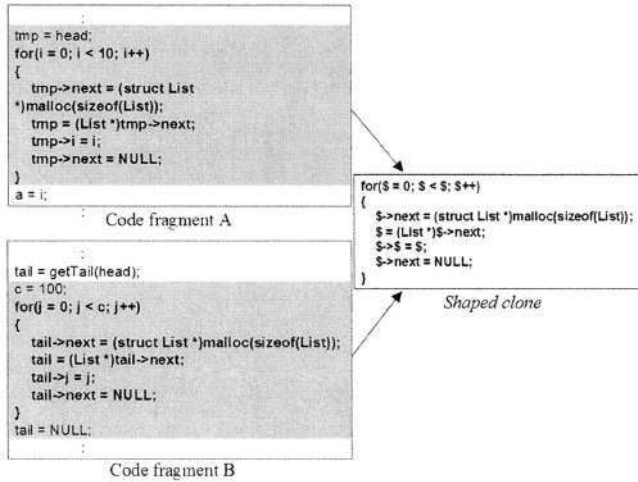 :
tmp = head;
for(i = 0; i < 10; i++)
{
tmp->next = (struct List
*)malloc(sizeof(List));
tmp = (List *)tmp->next;
tmp->i = i;
tmp->next = NULL;
}
a = i;
:
Code fragment A
:
tail = getTail(head);
c = 100;
for(j = 0; j < c; j++)
{
tail->next = (struct List *)malloc(sizeof(List));
tail = (List *)tail->next;
tail->j = j;
tail->next = NULL;
}
tail = NULL;
:
Code fragment B
for($ = 0; $ < $; $++)
{
$->next = (struct List *)malloc(sizeof(List));
$ = (List *)$->next;
$->$ = $;
$->next = NULL;
}
Shaped clone